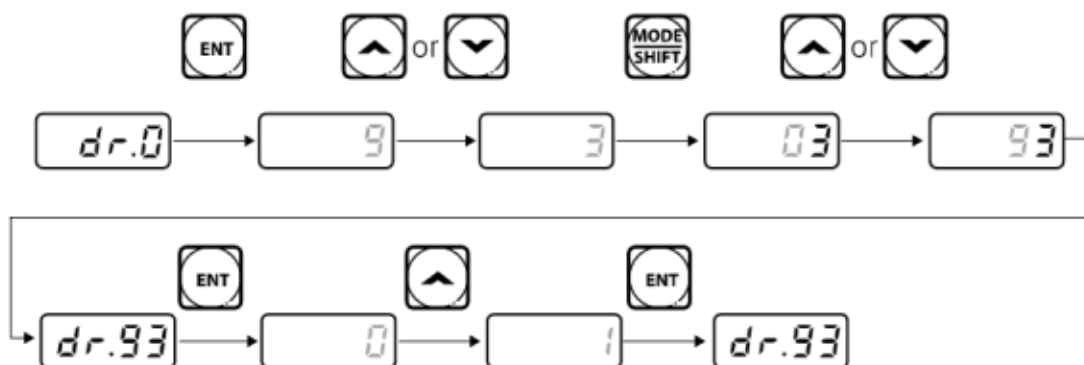 ENT or MODE SHIFT or
dr.0 9 3 03 93
ENT ENT
dr.93 0 1 dr.93